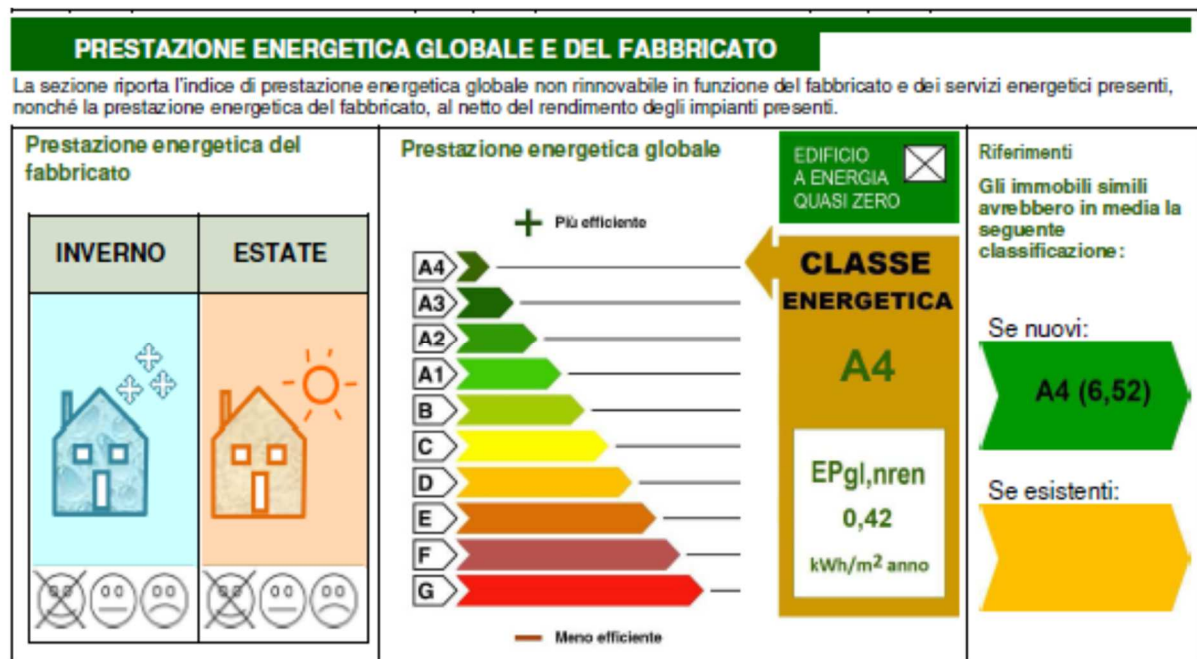 PRESTAZIONE ENERGETICA GLOBALE E DEL FABBRICATO
La sezione riporta l'indice di prestazione energetica globale non rinnovabile in funzione del fabbricato e dei servizi energetici presenti,
nonché la prestazione energetica del fabbricato, al netto del rendimento degli impianti presenti.
Prestazione energetica del
fabbricato
INVERNO
ESTATE
Prestazione energetica globale
Più efficiente
A4
A3
A2
A1
B
C
D
E
F
G
Meno efficiente
EDIFICIO
A ENERGIA
QUASI ZERO
CLASSE
ENERGETICA
A4
EPgl,nren
0,42
kWh/m² anno
Riferimenti
Gli immobili simili
avrebbero in media la
seguente
classificazione:
Se nuovi:
A4 (6,52)
Se esistenti: